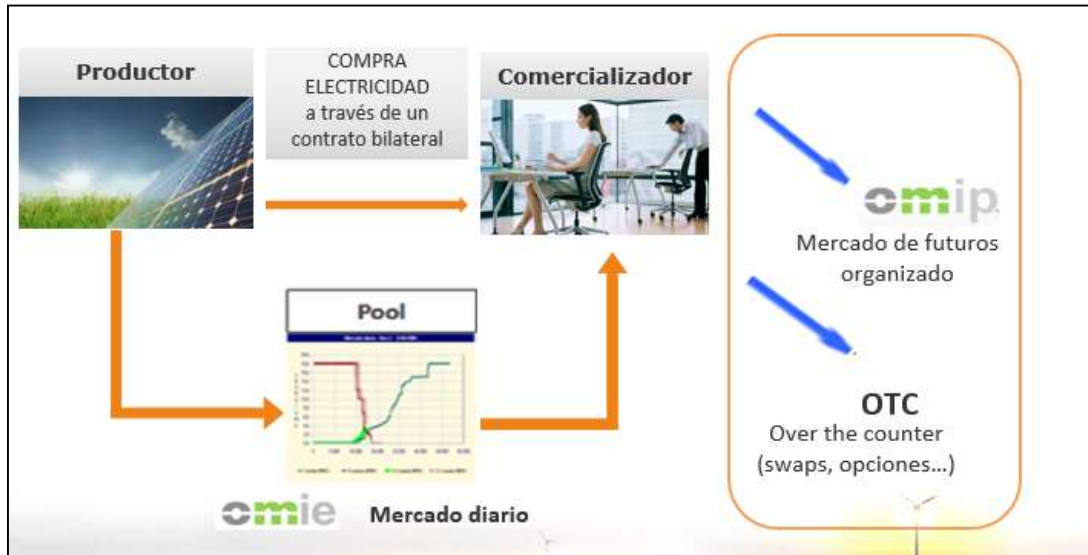 Productor
COMPRA
ELECTRICIDAD
a través de un
contrato bilateral
Comercializador
Pool
omie
Mercado diario
omip
Mercado de futuros
organizado
OTC
Over the counter
(swaps, opciones...)